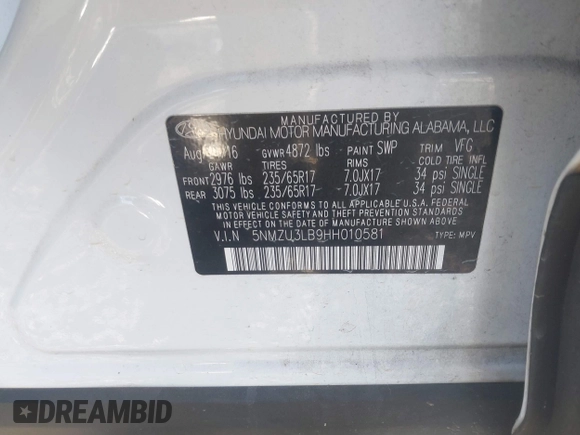 MANUFACTURED BY
HYUNDAI MOTOR MANUFACTURING ALABAMA, LLC
GVWR 4872 lbs PAINT SWP TRIM VFG
GAWR TIRES RIMS COLD TIRE INFL
FRONT 2976 lbs 235/65R17 7.0JX17 34 psi SINGLE
REAR 3075 lbs 235/65R17 7.0JX17 34 psi SINGLE
THIS VEHICLE CONFORMS TO ALL APPLICABLE U.S.A. FEDERAL
MOTOR VEHICLE SAFETY AND THEFT PREVENTION STANDARDS
IN EFFECT ON THE DATE OF MANUFACTURE SHOWN ABOVE.
V.I.N 5NMZU3LB9HH010581 TYPE: MPV
DREAMBID